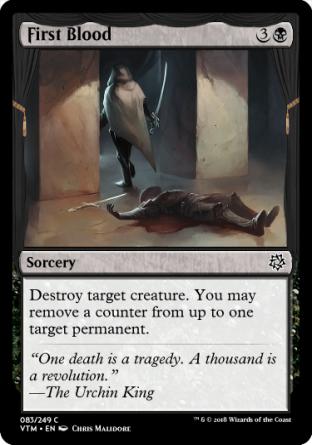 First Blood 3
Sorcery
Destroy target creature. You may
remove a counter from up to one
target permanent.
“One death is a tragedy. A thousand is
a revolution.”
—The Urchin King
083/249 C
VTM • EN Chris Malidore
™ & © 2018 Wizards of the Coast